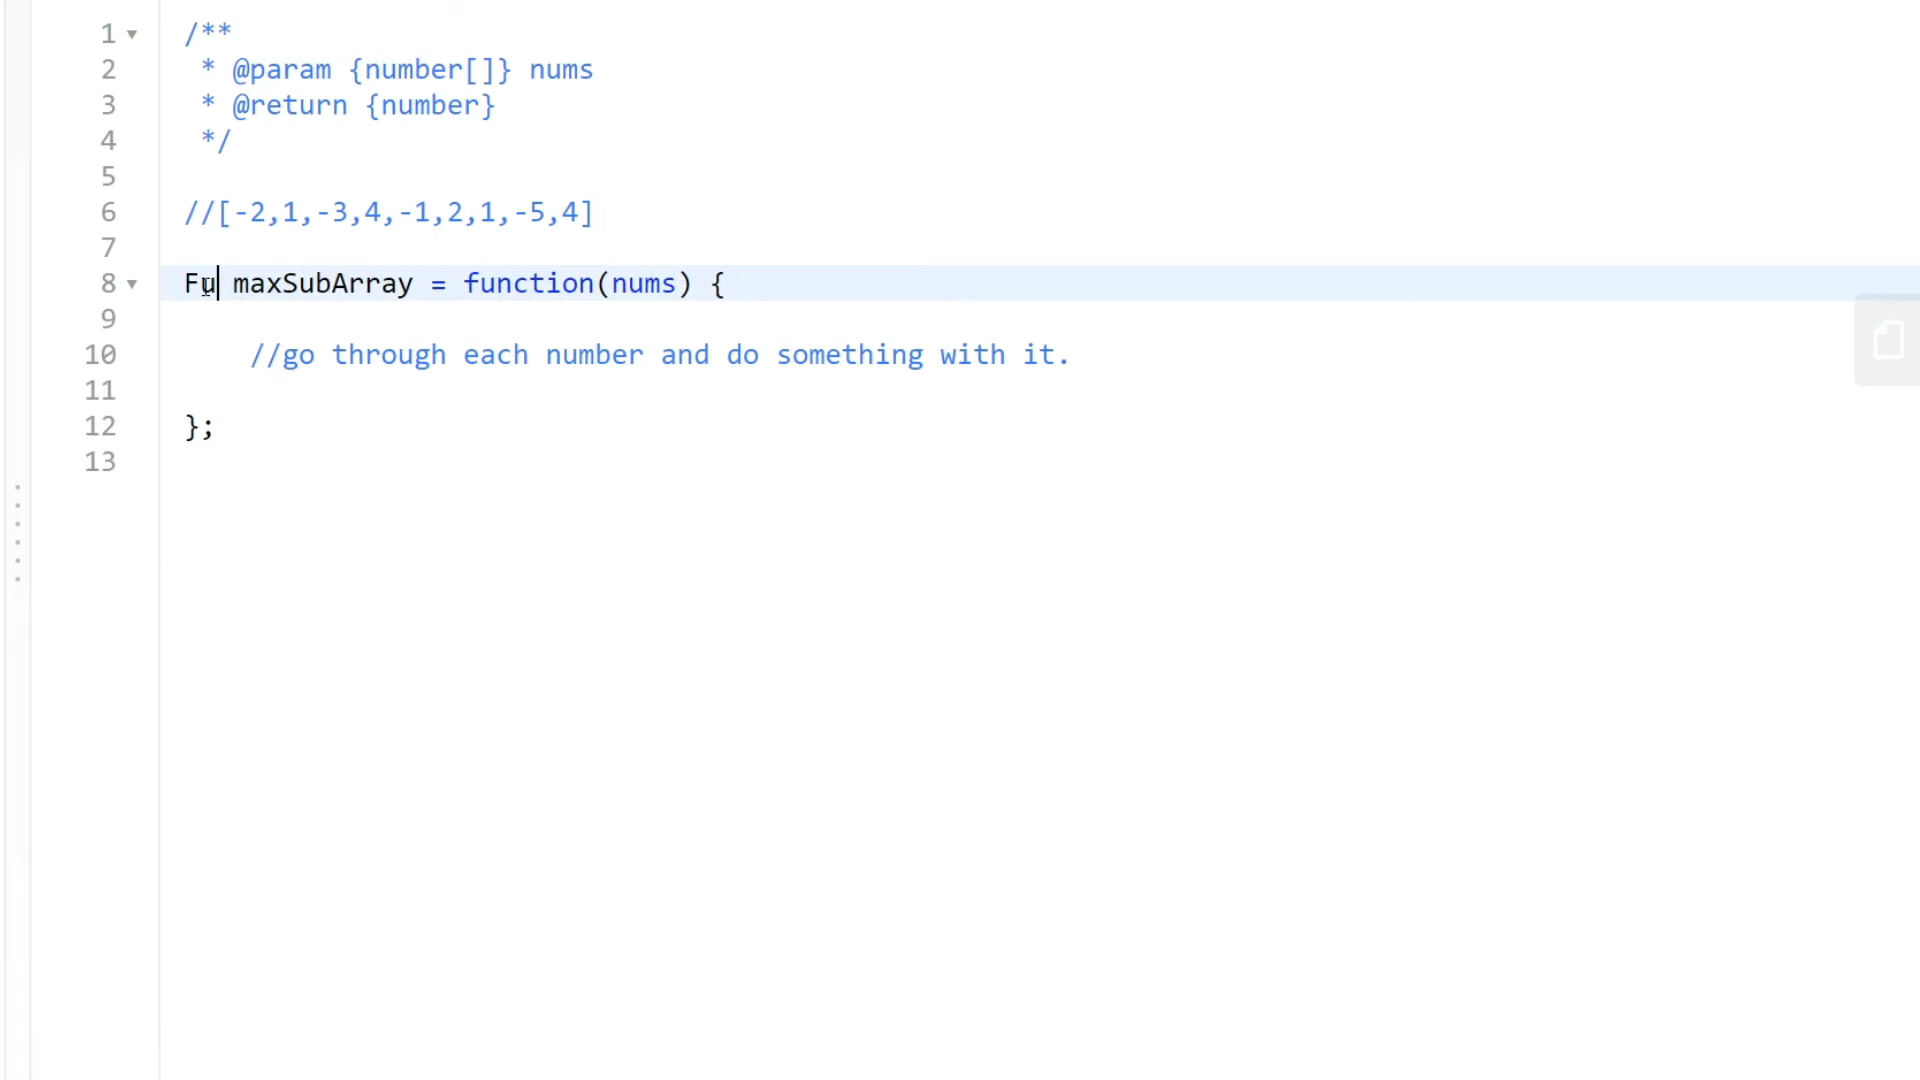 1 /**
2 * @param {number[]} nums
3 * @return {number}
4 */
5
6 //[-2,1,-3,4,-1,2,1,-5,4]
7
8 Fu maxSubArray = function(nums) {
9
10 //go through each number and do something with it.
11
12 };
13